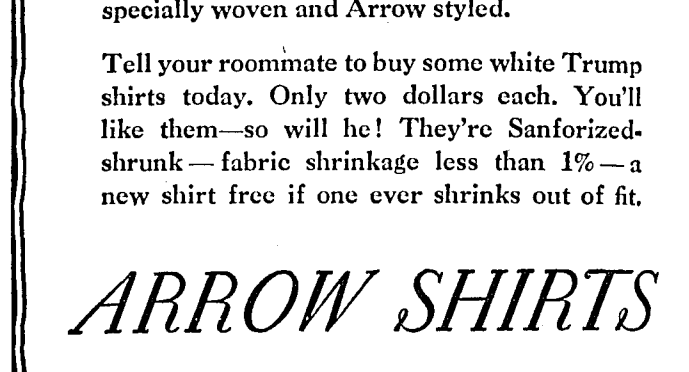 specially woven and Arrow styled.
Tell your roommate to buy some white Trump
shirts today. Only two dollars each. You'll
like them—so will he! They're Sanforized-
shrunk — fabric shrinkage less than 1% — a
new shirt free if one ever shrinks out of fit.
ARROW SHIRTS